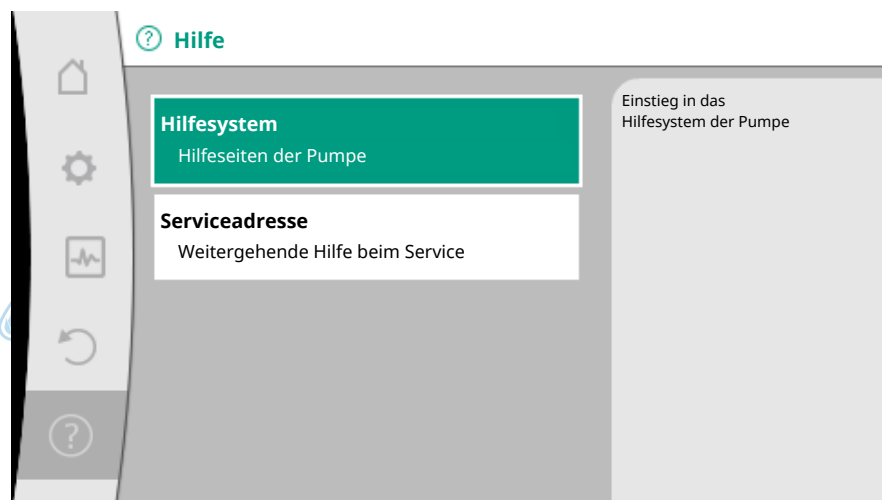 Hilfe
Hilfesystem
Hilfeseiten der Pumpe
Serviceadresse
Weitergehende Hilfe beim Service
Einstieg in das
Hilfesystem der Pumpe